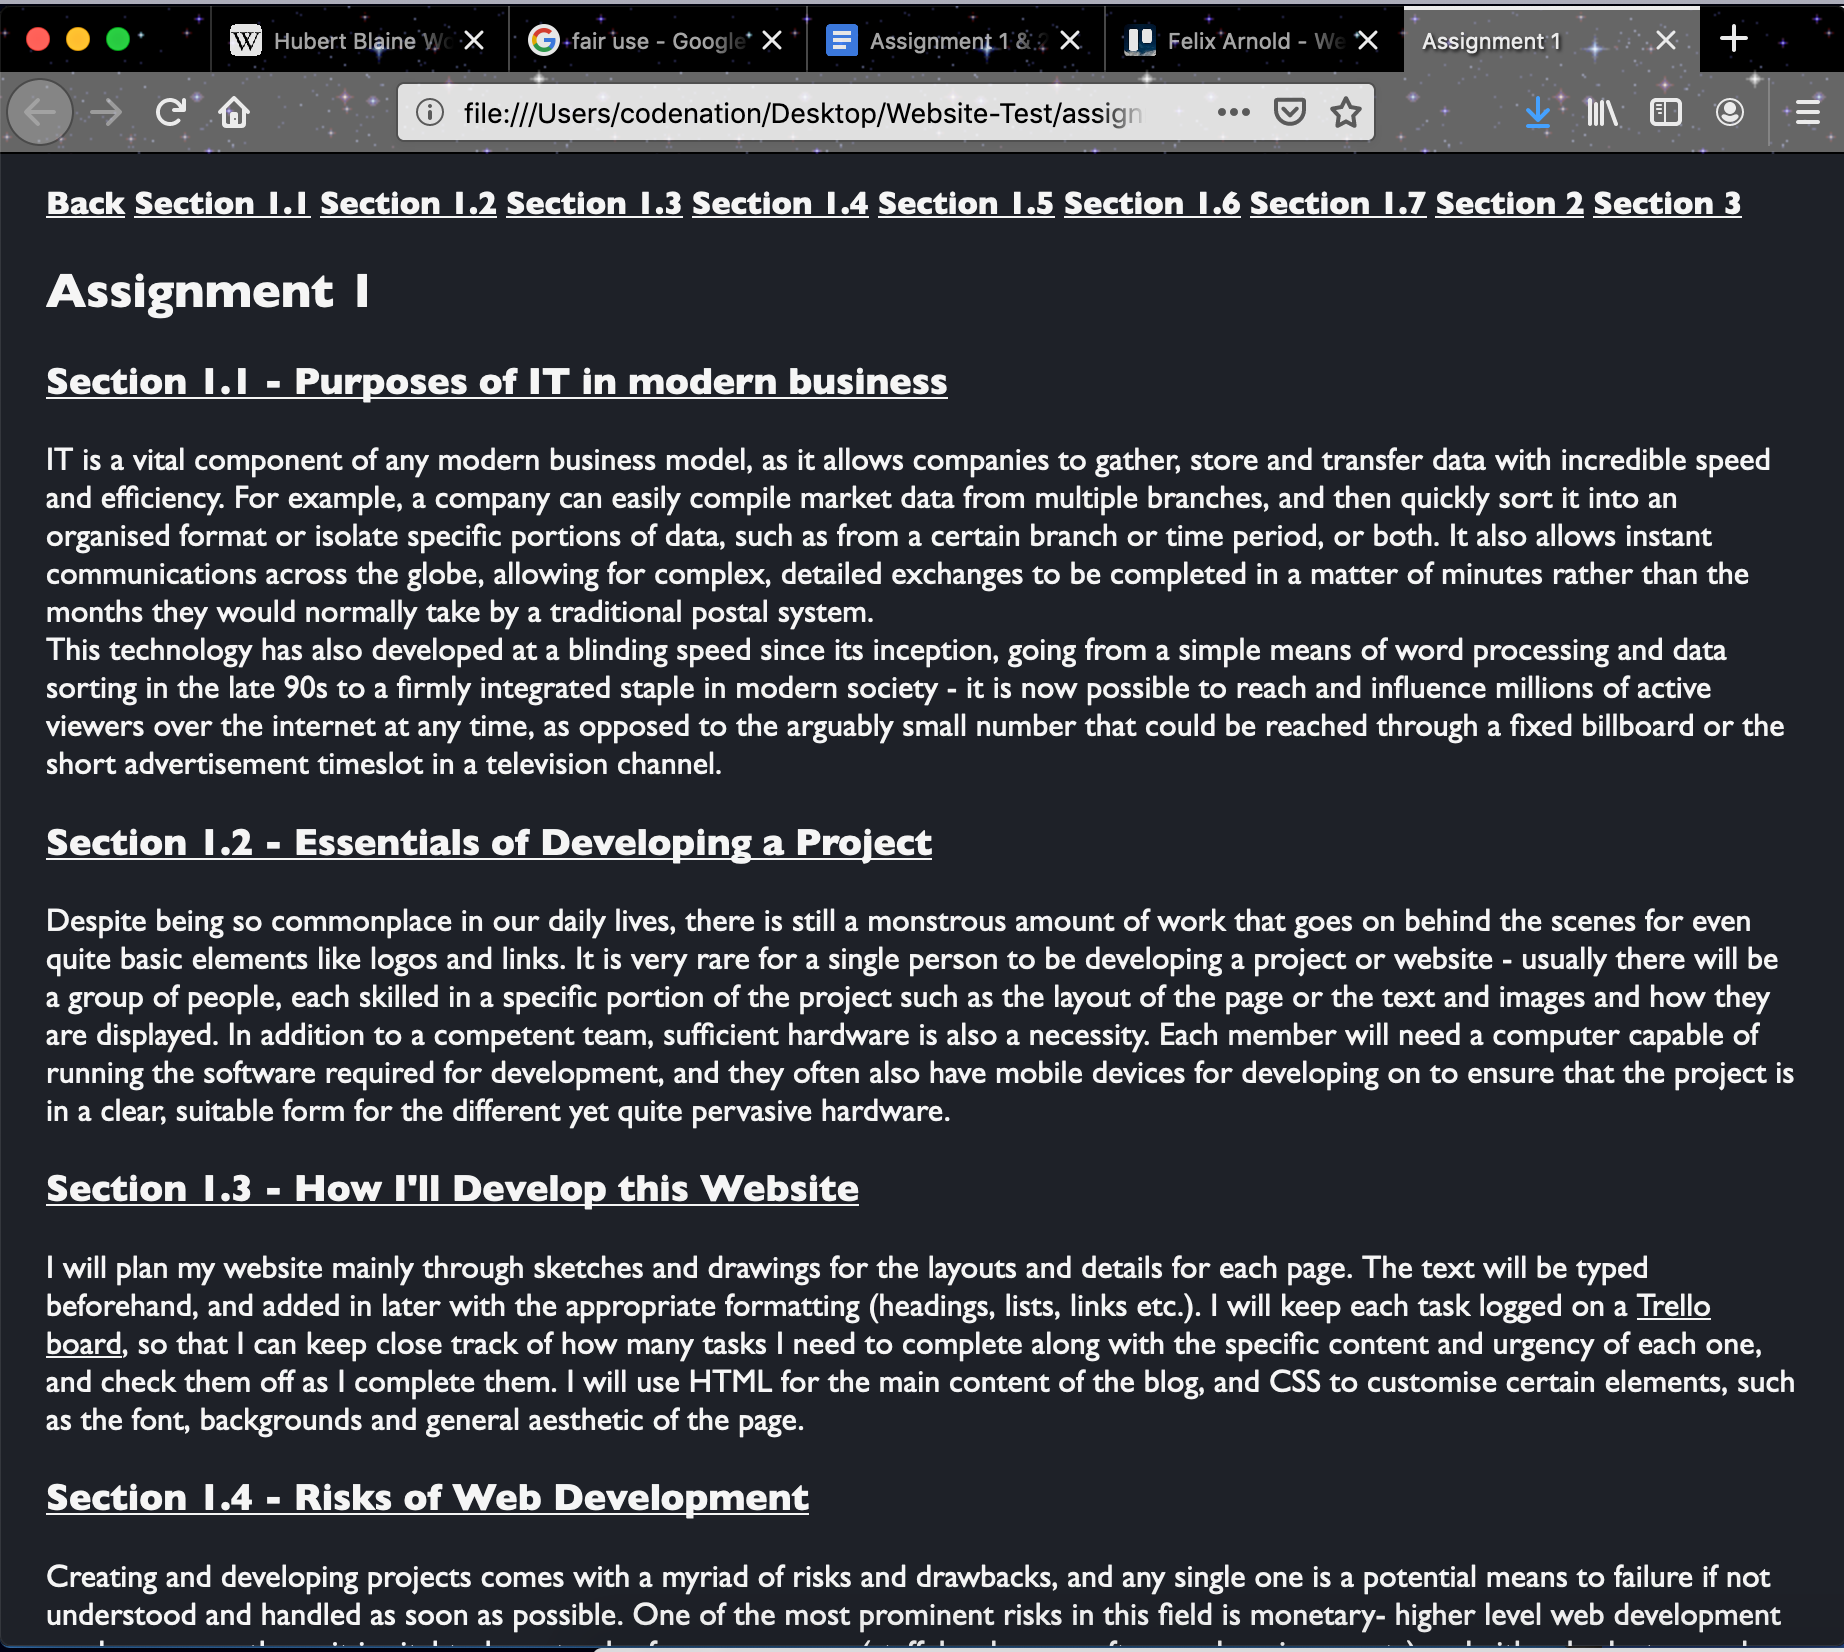 Hubert Blaine Wo
fair use - Google
Assignment 1 & 2
Felix Arnold - We
Assignment 1
file:///Users/codenation/Desktop/Website-Test/assign
Back Section 1.1 Section 1.2 Section 1.3 Section 1.4 Section 1.5 Section 1.6 Section 1.7 Section 2 Section 3
Assignment 1
Section 1.1 - Purposes of IT in modern business
IT is a vital component of any modern business model, as it allows companies to gather, store and transfer data with incredible speed
and efficiency. For example, a company can easily compile market data from multiple branches, and then quickly sort it into an
organised format or isolate specific portions of data, such as from a certain branch or time period, or both. It also allows instant
communications across the globe, allowing for complex, detailed exchanges to be completed in a matter of minutes rather than the
months they would normally take by a traditional postal system.
This technology has also developed at a blinding speed since its inception, going from a simple means of word processing and data
sorting in the late 90s to a firmly integrated staple in modern society - it is now possible to reach and influence millions of active
viewers over the internet at any time, as opposed to the arguably small number that could be reached through a fixed billboard or the
short advertisement timeslot in a television channel.
Section 1.2 - Essentials of Developing a Project
Despite being so commonplace in our daily lives, there is still a monstrous amount of work that goes on behind the scenes for even
quite basic elements like logos and links. It is very rare for a single person to be developing a project or website - usually there will be
a group of people, each skilled in a specific portion of the project such as the layout of the page or the text and images and how they
are displayed. In addition to a competent team, sufficient hardware is also a necessity. Each member will need a computer capable of
running the software required for development, and they often also have mobile devices for developing on to ensure that the project is
in a clear, suitable form for the different yet quite pervasive hardware.
Section 1.3 - How I'll Develop this Website
I will plan my website mainly through sketches and drawings for the layouts and details for each page. The text will be typed
beforehand, and added in later with the appropriate formatting (headings, lists, links etc.). I will keep each task logged on a Trello
board, so that I can keep close track of how many tasks I need to complete along with the specific content and urgency of each one,
and check them off as I complete them. I will use HTML for the main content of the blog, and CSS to customise certain elements, such
as the font, backgrounds and general aesthetic of the page.
Section 1.4 - Risks of Web Development
Creating and developing projects comes with a myriad of risks and drawbacks, and any single one is a potential means to failure if not
understood and handled as soon as possible. One of the most prominent risks in this field is monetary- higher level web development